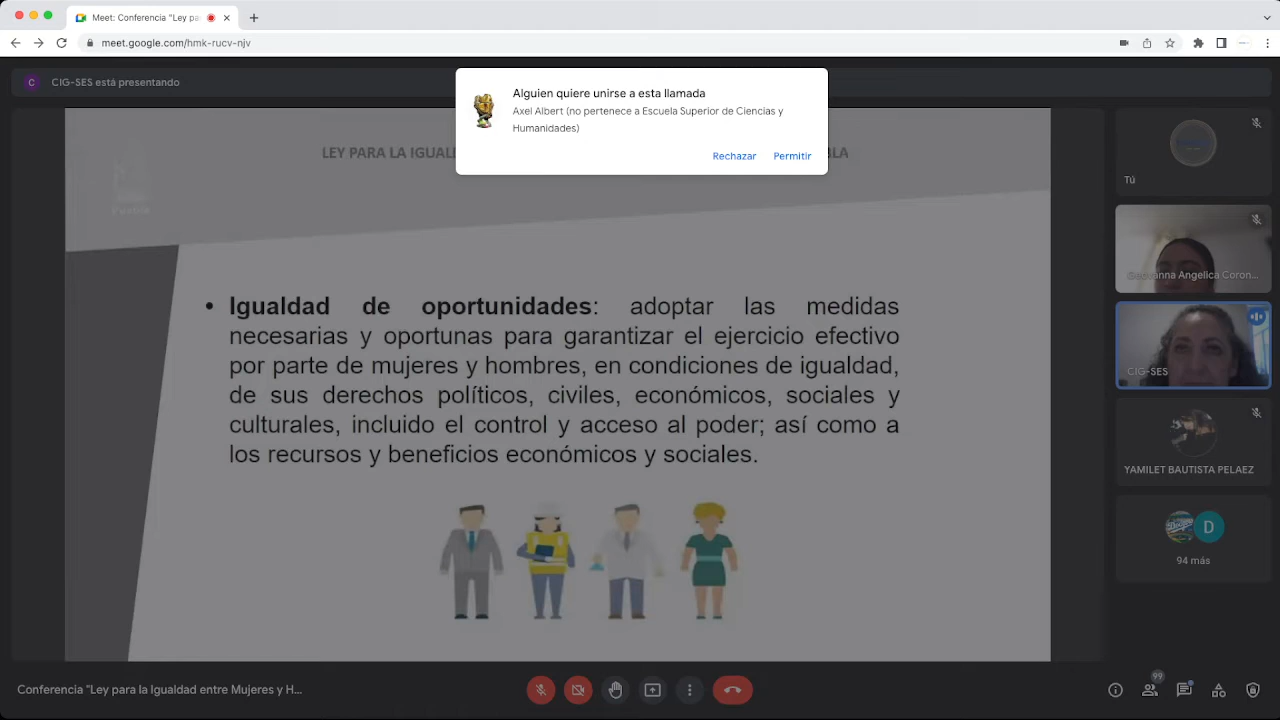 Meet: Conferencia "Ley pa
meet.google.com/hmk-rucv-njv
C
CIG-SES está presentando
Alguien quiere unirse a esta llamada
Axel Albert (no pertenece a Escuela Superior de Ciencias y
Humanidades)
Rechazar Permitir
LEY PARA LA
Puebla
• Igualdad de oportunidades: adoptar las medidas
necesarias y oportunas para garantizar el ejercicio efectivo
por parte de mujeres y hombres, en condiciones de igualdad,
de sus derechos políticos, civiles, económicos, sociales y
culturales, incluido el control y acceso al poder; así como a
los recursos y beneficios económicos y sociales.
Tú
Geovanna Angelica Coron...
CIG-SES
YAMILET BAUTISTA PELAEZ
D
94 más
Conferencia "Ley para la Igualdad entre Mujeres y H...
99